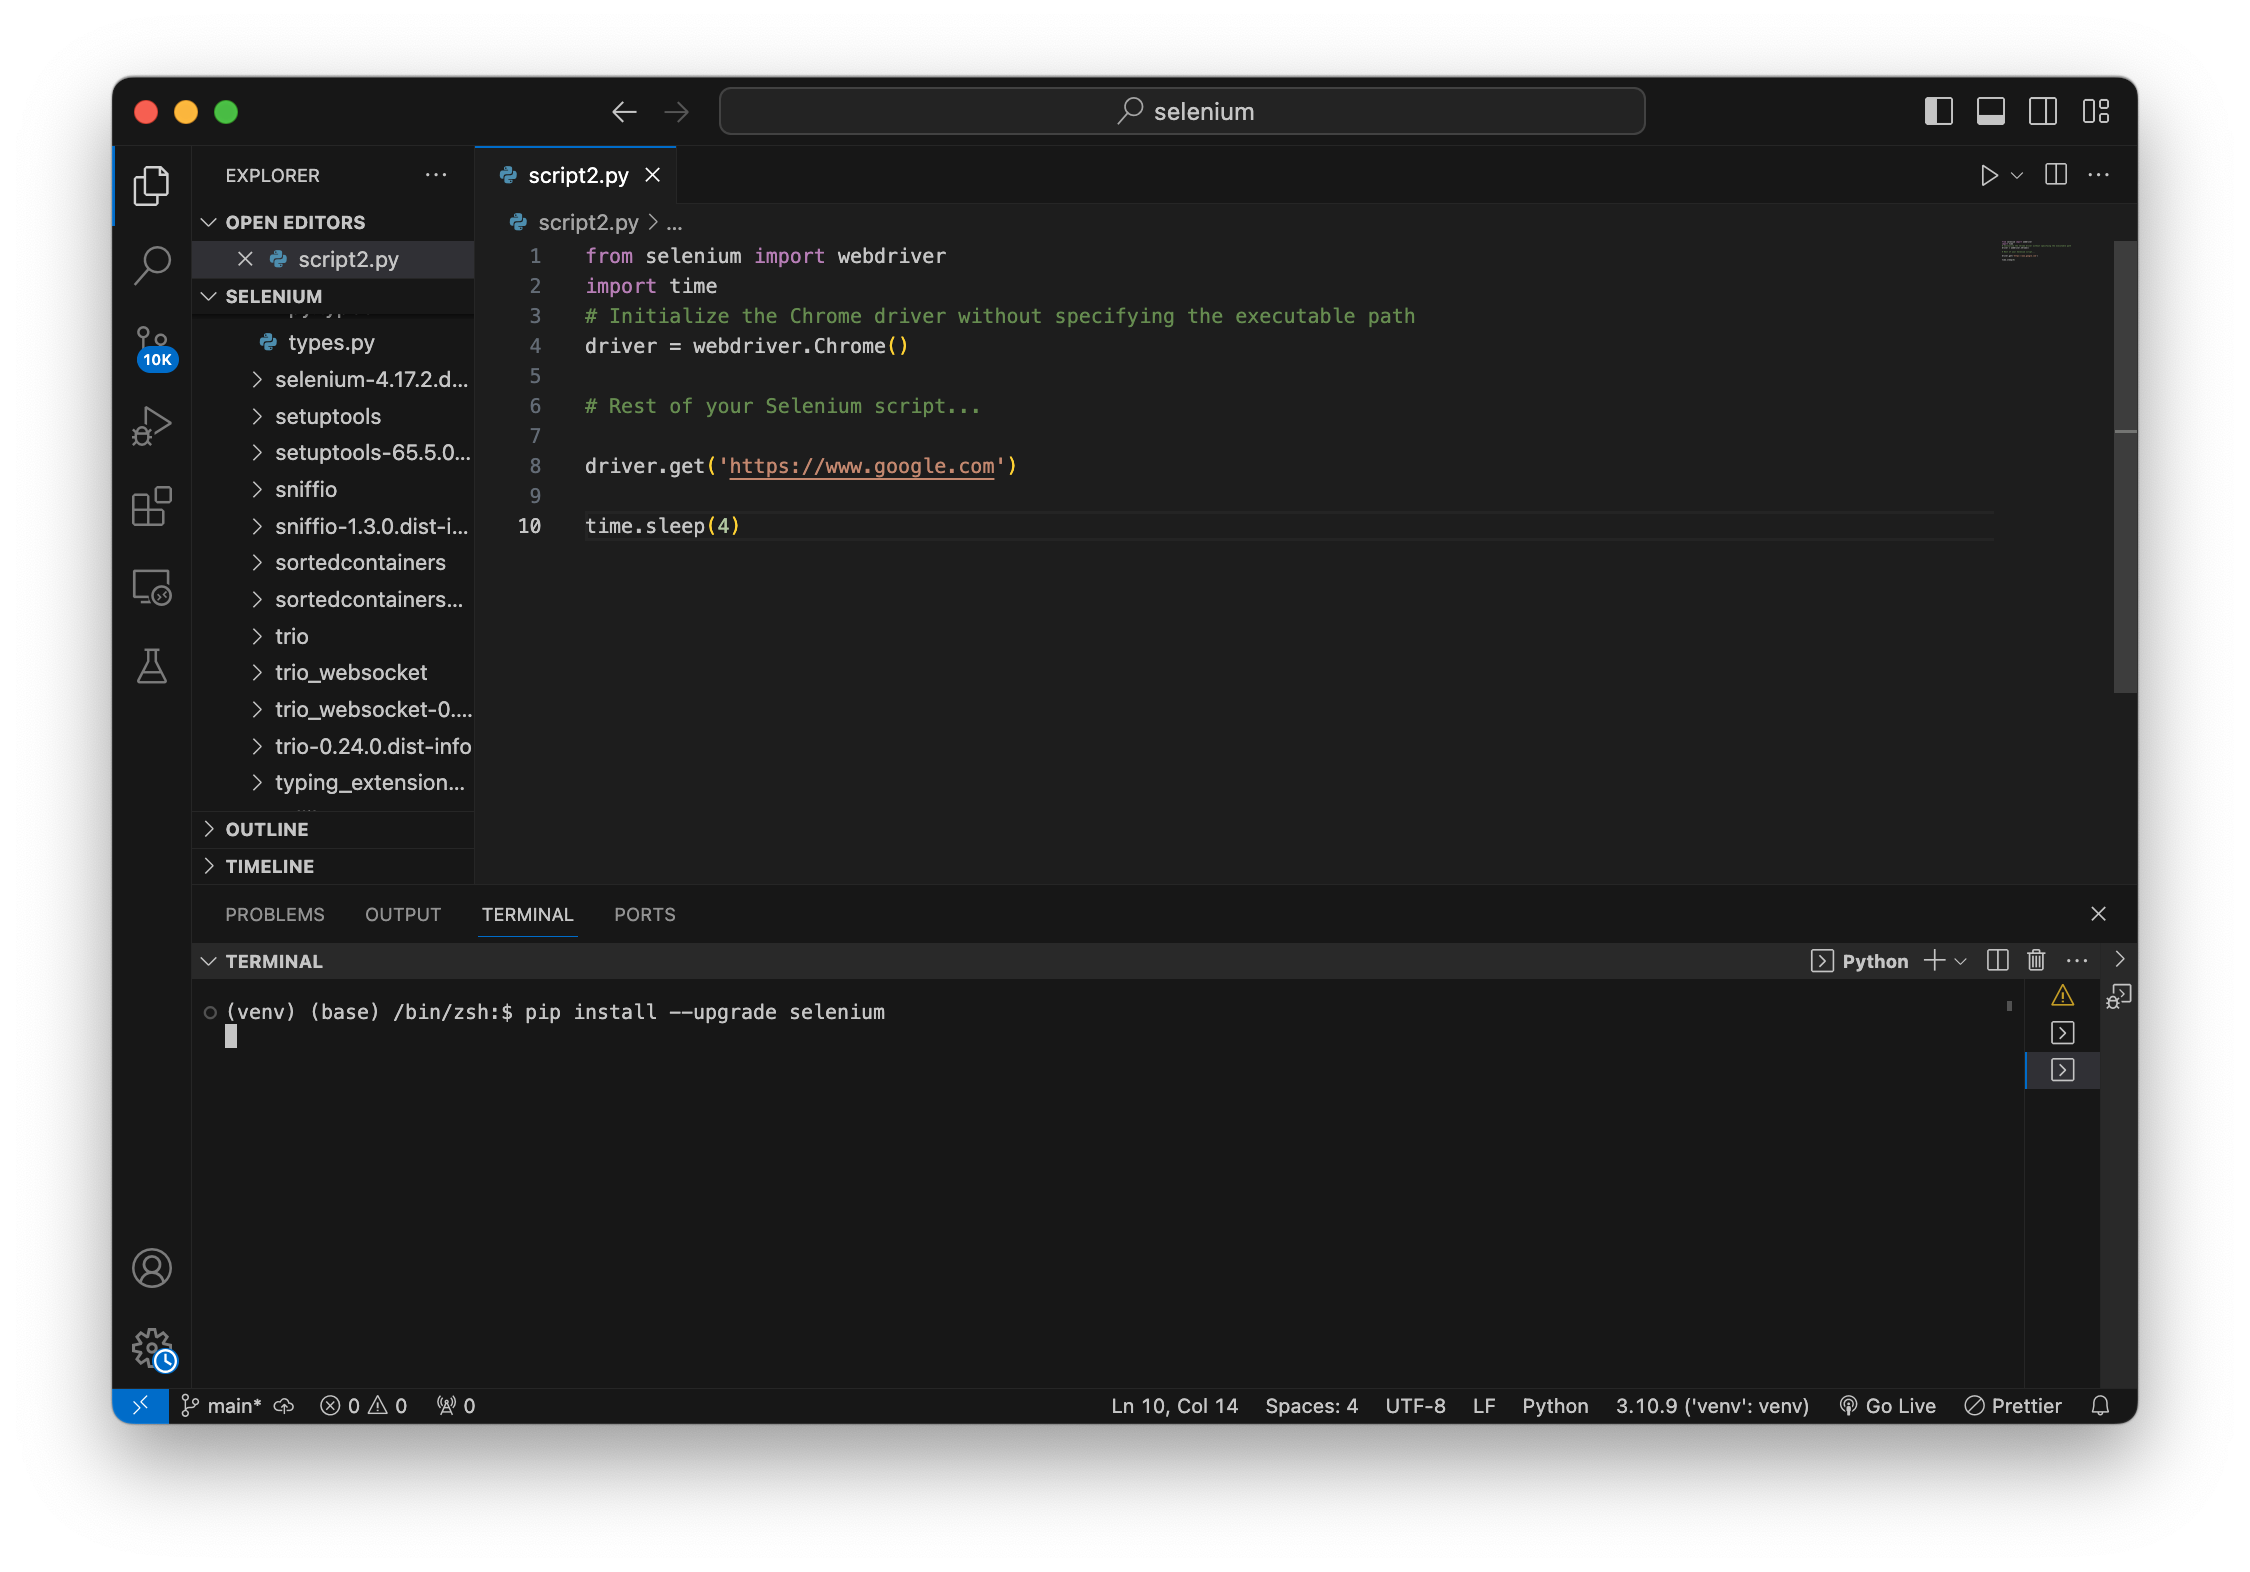 selenium
EXPLORER
OPEN EDITORS
script2.py
SELENIUM
types.py
selenium-4.17.2.d...
setuptools
setuptools-65.5.0...
sniffio
sniffio-1.3.0.dist-i...
sortedcontainers
sortedcontainers...
trio
trio_websocket
trio_websocket-0....
trio-0.24.0.dist-info
typing_extension...
OUTLINE
TIMELINE
10K
script2.py
script2.py > ...
1 from selenium import webdriver
2 import time
3 # Initialize the Chrome driver without specifying the executable path
4 driver = webdriver.Chrome()
5
6 # Rest of your Selenium script...
7
8 driver.get('https://www.google.com')
9
10 time.sleep(4)
PROBLEMS OUTPUT TERMINAL PORTS
TERMINAL
Python
(venv) (base) /bin/zsh:$ pip install --upgrade selenium
main* 0 0 0 Ln 10, Col 14 Spaces: 4 UTF-8 LF Python 3.10.9 ('venv': venv) Go Live Prettier